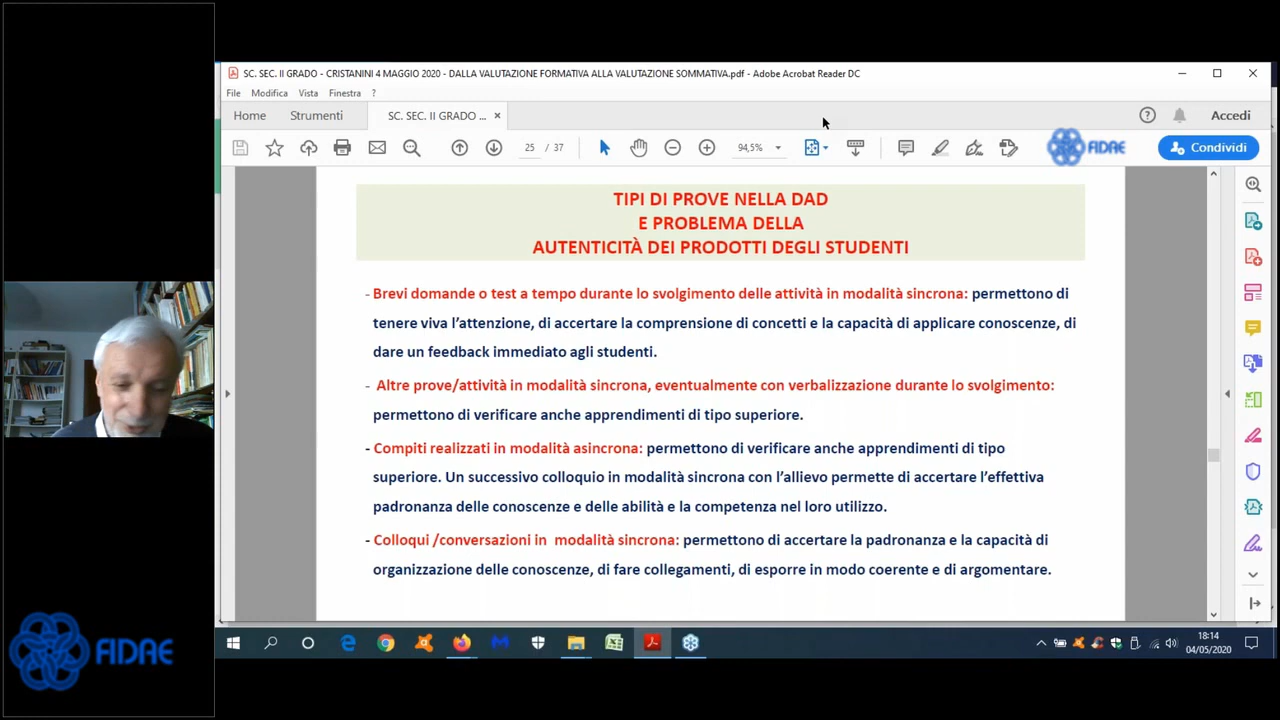 SC. SEC. II GRADO - CRISTANINI 4 MAGGIO 2020 - DALLA VALUTAZIONE FORMATIVA ALLA VALUTAZIONE SOMMATIVA.pdf - Adobe Acrobat Reader DC
File Modifica Vista Finestra ?
Home Strumenti SC. SEC. II GRADO ... × Accedi
25 / 37 94,5% FIDAE Condividi
TIPI DI PROVE NELLA DAD
E PROBLEMA DELLA
AUTENTICITÀ DEI PRODOTTI DEGLI STUDENTI
- Brevi domande o test a tempo durante lo svolgimento delle attività in modalità sincrona: permettono di
tenere viva l’attenzione, di accertare la comprensione di concetti e la capacità di applicare conoscenze, di
dare un feedback immediato agli studenti.
- Altre prove/attività in modalità sincrona, eventualmente con verbalizzazione durante lo svolgimento:
permettono di verificare anche apprendimenti di tipo superiore.
- Compiti realizzati in modalità asincrona: permettono di verificare anche apprendimenti di tipo
superiore. Un successivo colloquio in modalità sincrona con l’allievo permette di accertare l’effettiva
padronanza delle conoscenze e delle abilità e la competenza nel loro utilizzo.
- Colloqui /conversazioni in modalità sincrona: permettono di accertare la padronanza e la capacità di
organizzazione delle conoscenze, di fare collegamenti, di esporre in modo coerente e di argomentare.
FIDAE
18:14
04/05/2020